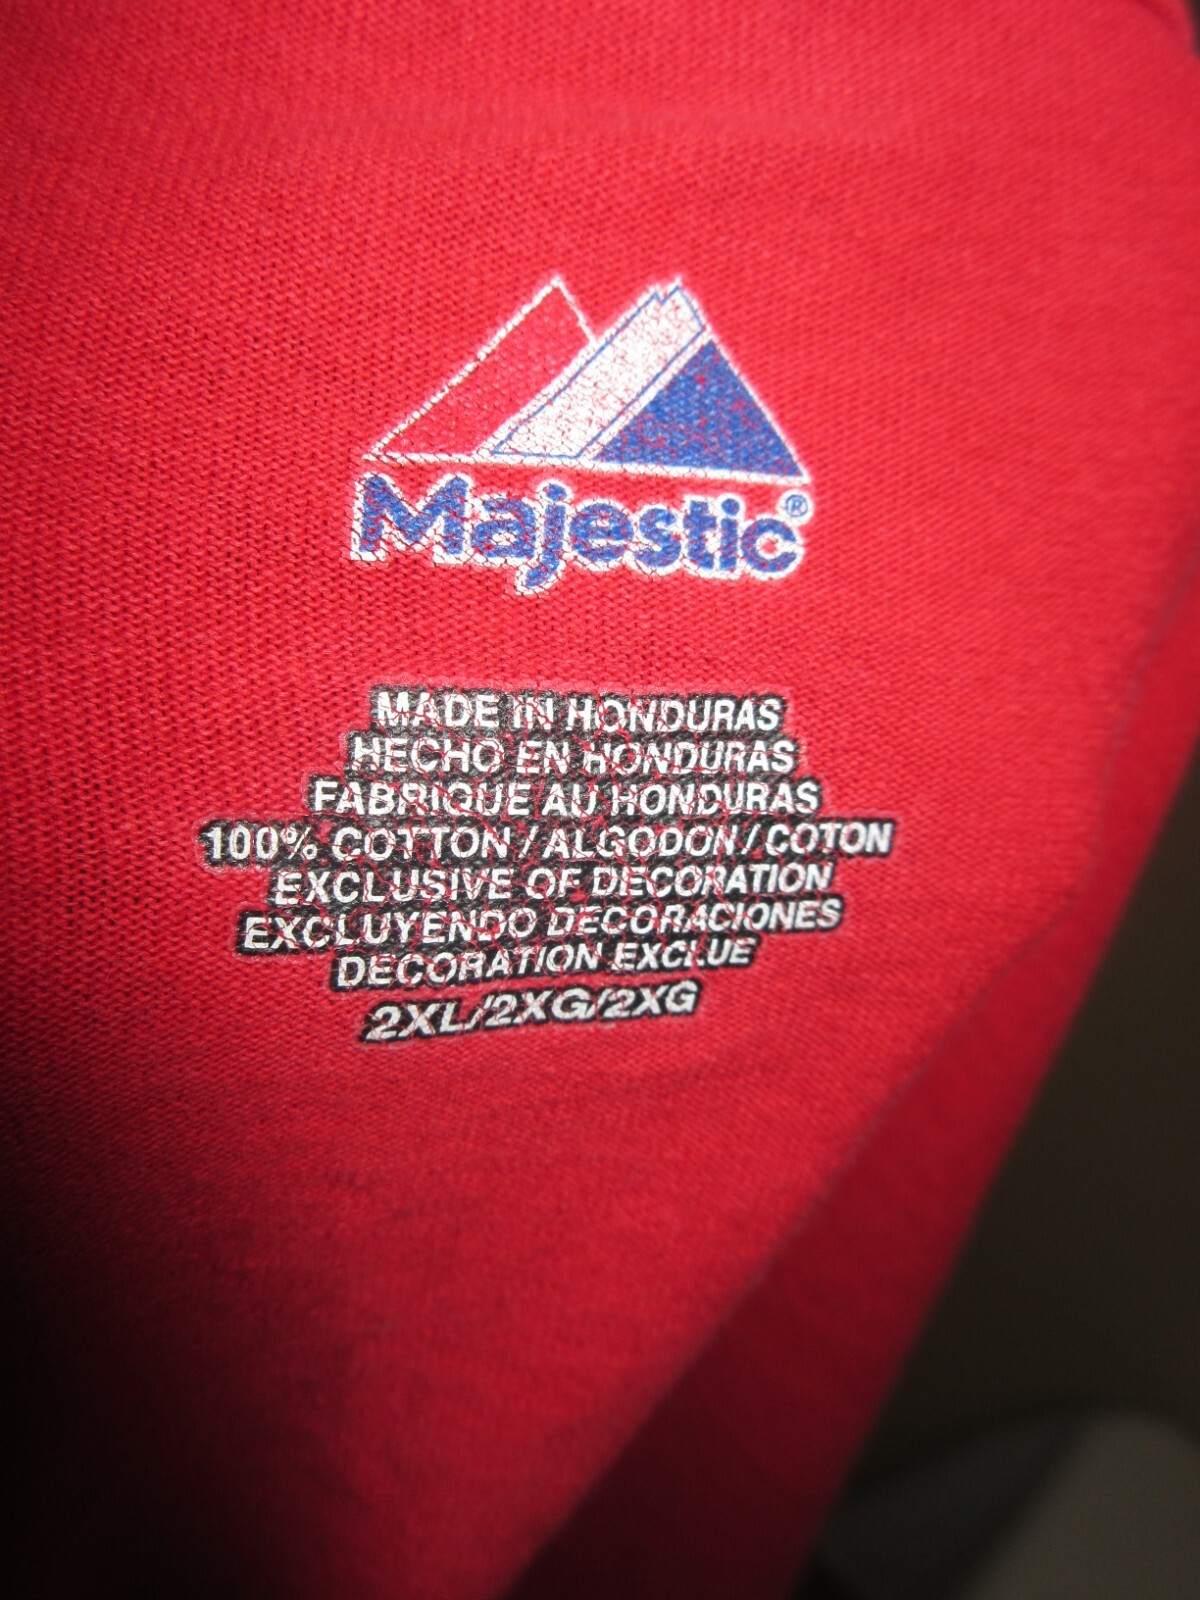 Majestic®
MADE IN HONDURAS
HECHO EN HONDURAS
FABRIQUE AU HONDURAS
100% COTTON / ALGODON / COTON
EXCLUSIVE OF DECORATION
EXCLUYENDO DECORACIONES
DECORATION EXCLUE
2XL/2XG/2XG